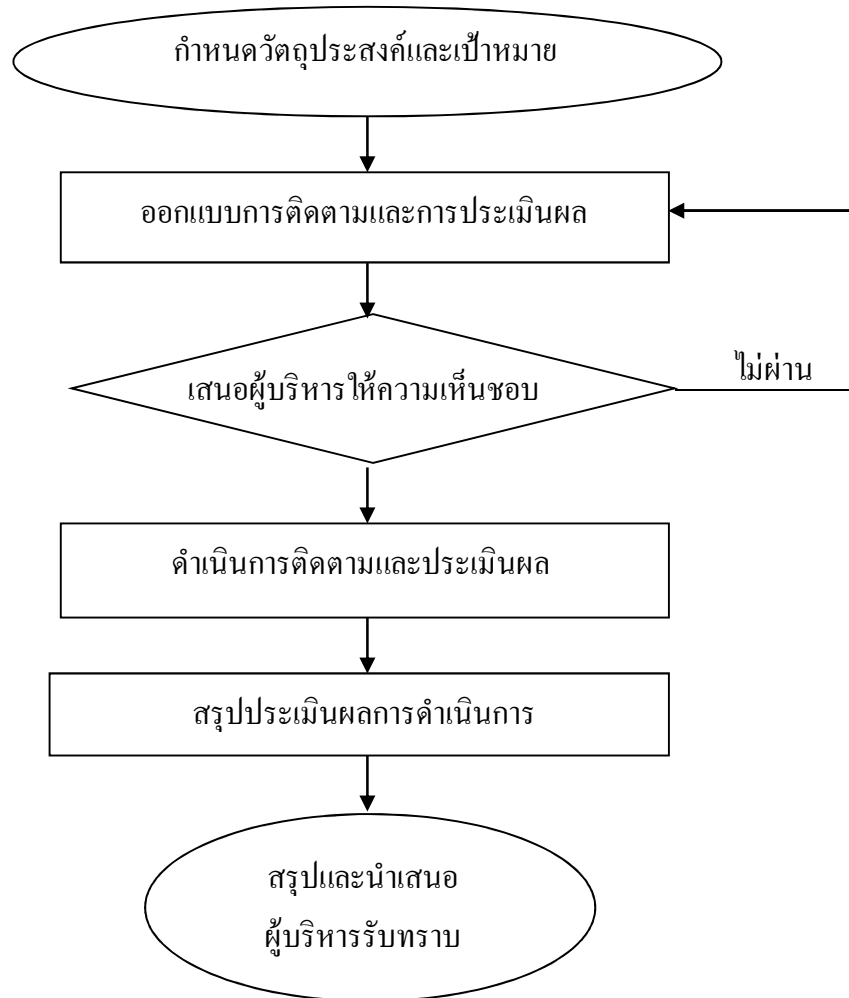 กำหนดวัตถุประสงค์และเป้าหมาย
ออกแบบการติดตามและการประเมินผล
เสนอผู้บริหารให้ความเห็นชอบ
ไม่ผ่าน
ดำเนินการติดตามและประเมินผล
สรุปประเมินผลการดำเนินการ
สรุปและนำเสนอ
ผู้บริหารรับทราบ